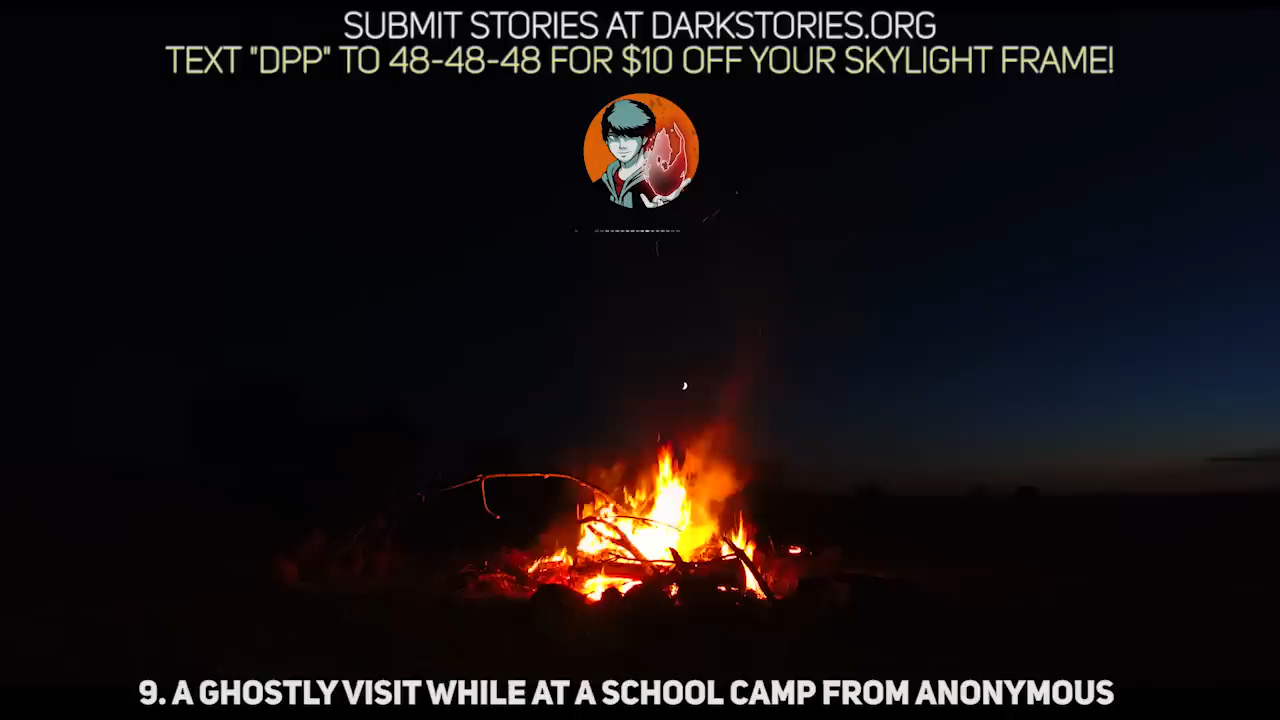 SUBMIT STORIES AT DARKSTORIES.ORG
TEXT "DPP" TO 48-48-48 FOR $10 OFF YOUR SKYLIGHT FRAME!
9. A GHOSTLY VISIT WHILE AT A SCHOOL CAMP FROM ANONYMOUS